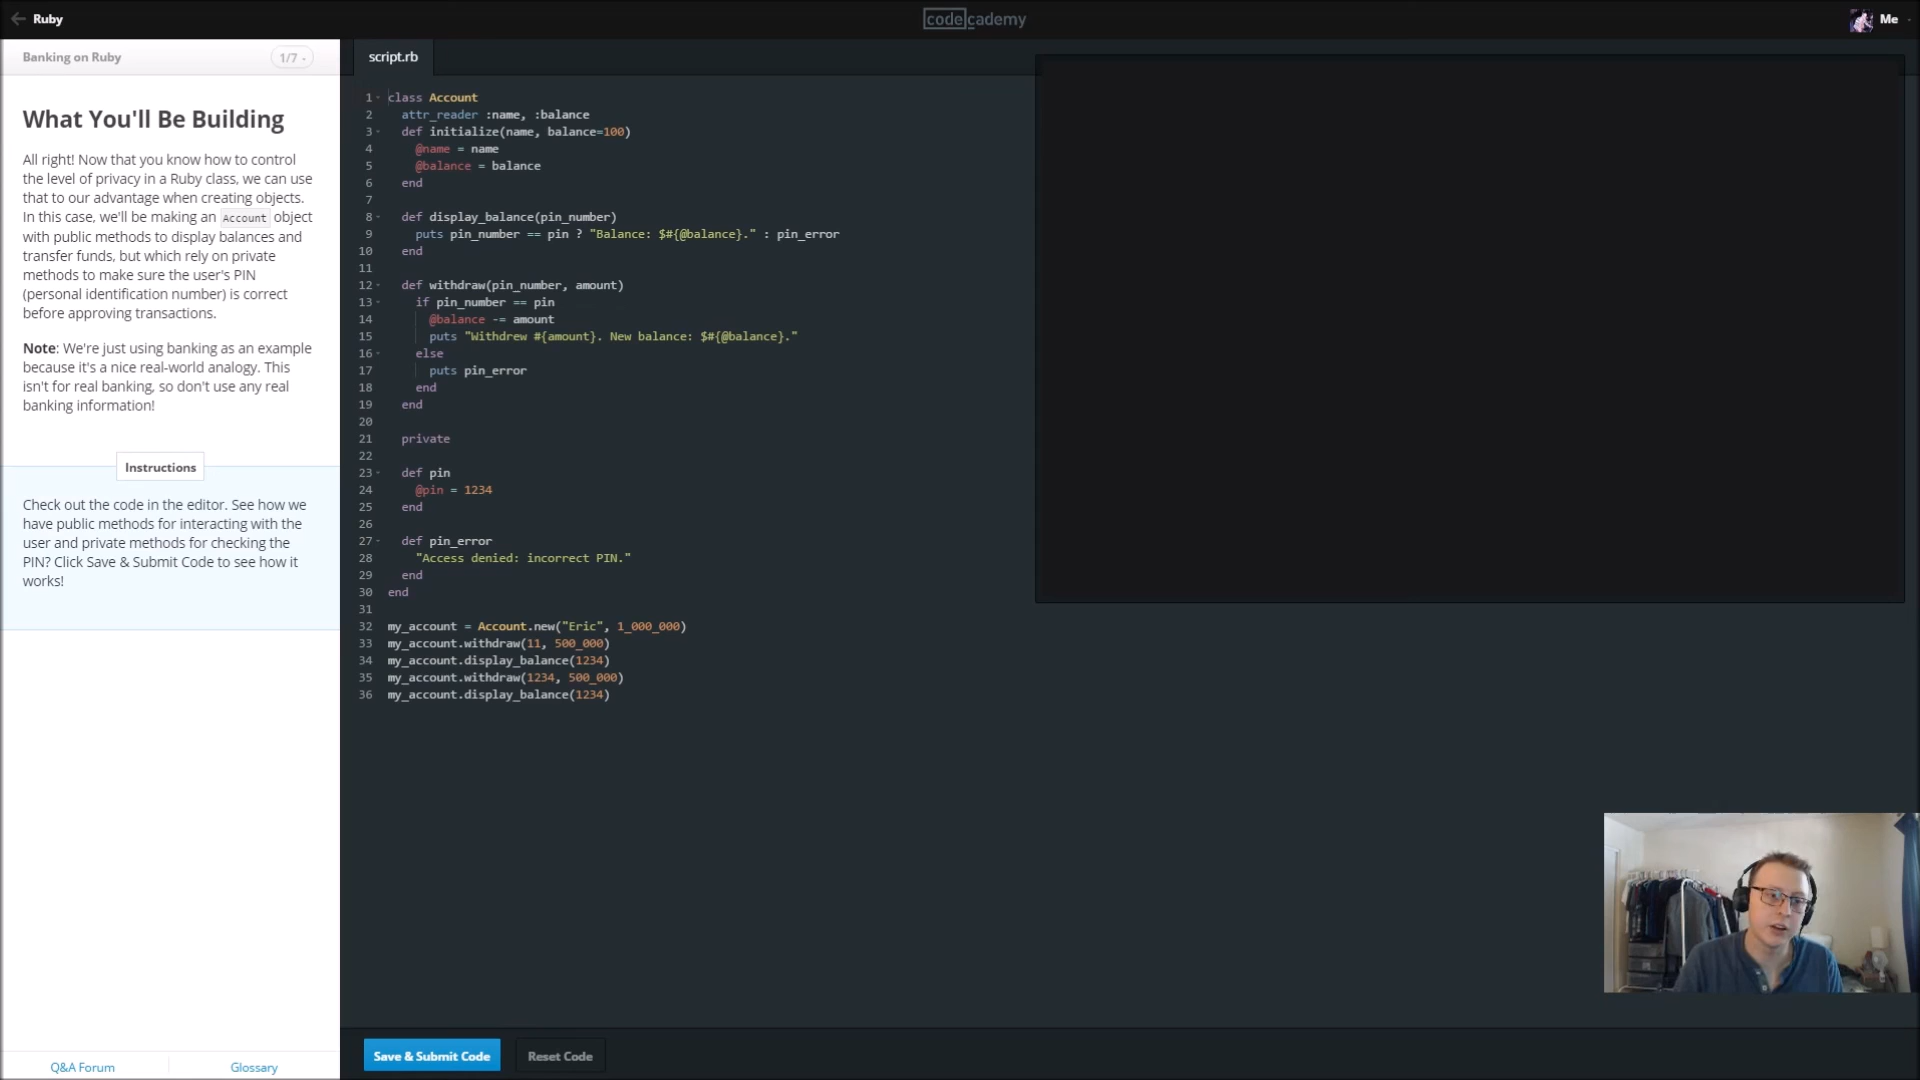 Ruby
codecademy
Me
Banking on Ruby
1/7
script.rb
What You'll Be Building
All right! Now that you know how to control
the level of privacy in a Ruby class, we can use
that to our advantage when creating objects.
In this case, we'll be making an Account object
with public methods to display balances and
transfer funds, but which rely on private
methods to make sure the user's PIN
(personal identification number) is correct
before approving transactions.
Note: We're just using banking as an example
because it's a nice real-world analogy. This
isn't for real banking, so don't use any real
banking information!
Instructions
Check out the code in the editor. See how we
have public methods for interacting with the
user and private methods for checking the
PIN? Click Save & Submit Code to see how it
works!
Q&A Forum
Glossary
1 class Account
2 attr_reader :name, :balance
3 def initialize(name, balance=100)
4 @name = name
5 @balance = balance
6 end
7
8 def display_balance(pin_number)
9 puts pin_number == pin ? "Balance: $#{@balance}." : pin_error
10 end
11
12 def withdraw(pin_number, amount)
13 if pin_number == pin
14 @balance -= amount
15 puts "Withdrew #{amount}. New balance: $#{@balance}."
16 else
17 puts pin_error
18 end
19 end
20
21 private
22
23 def pin
24 @pin = 1234
25 end
26
27 def pin_error
28 "Access denied: incorrect PIN."
29 end
30 end
31
32 my_account = Account.new("Eric", 1_000_000)
33 my_account.withdraw(11, 500_000)
34 my_account.display_balance(1234)
35 my_account.withdraw(1234, 500_000)
36 my_account.display_balance(1234)
Save & Submit Code
Reset Code